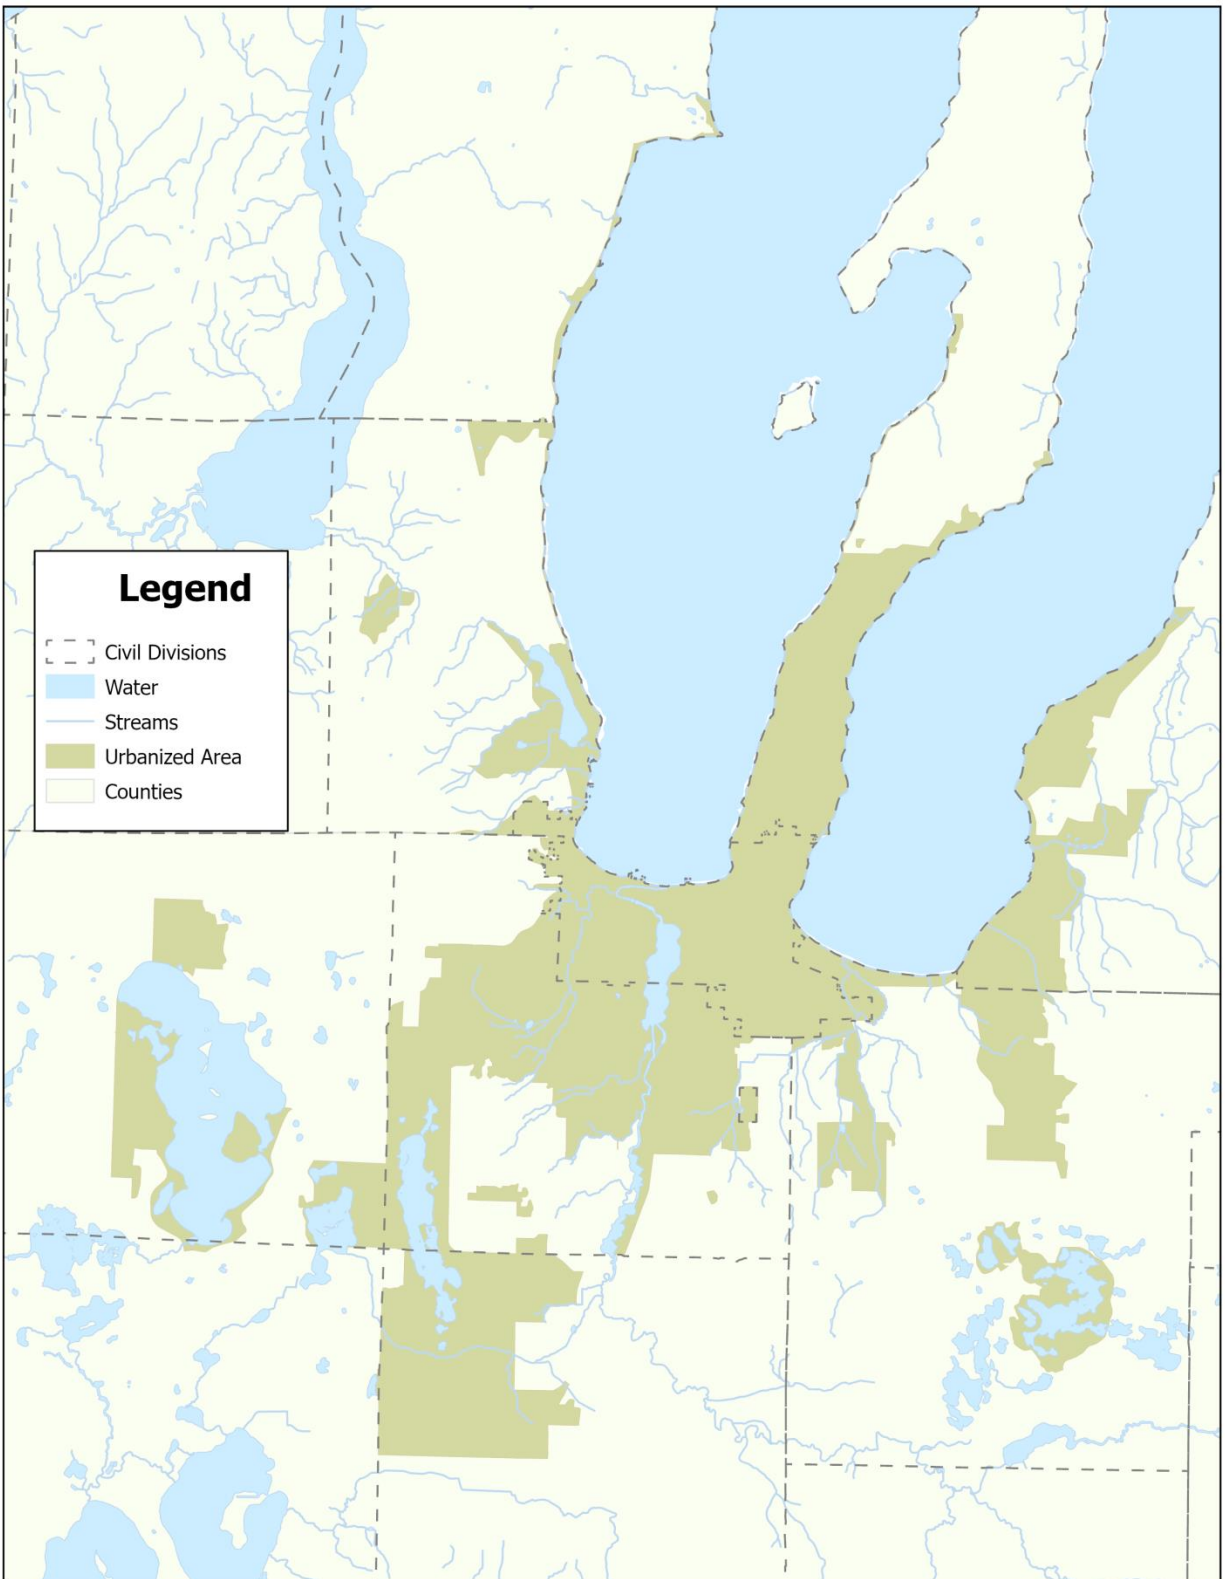 Legend
Civil Divisions
Water
Streams
Urbanized Area
Counties